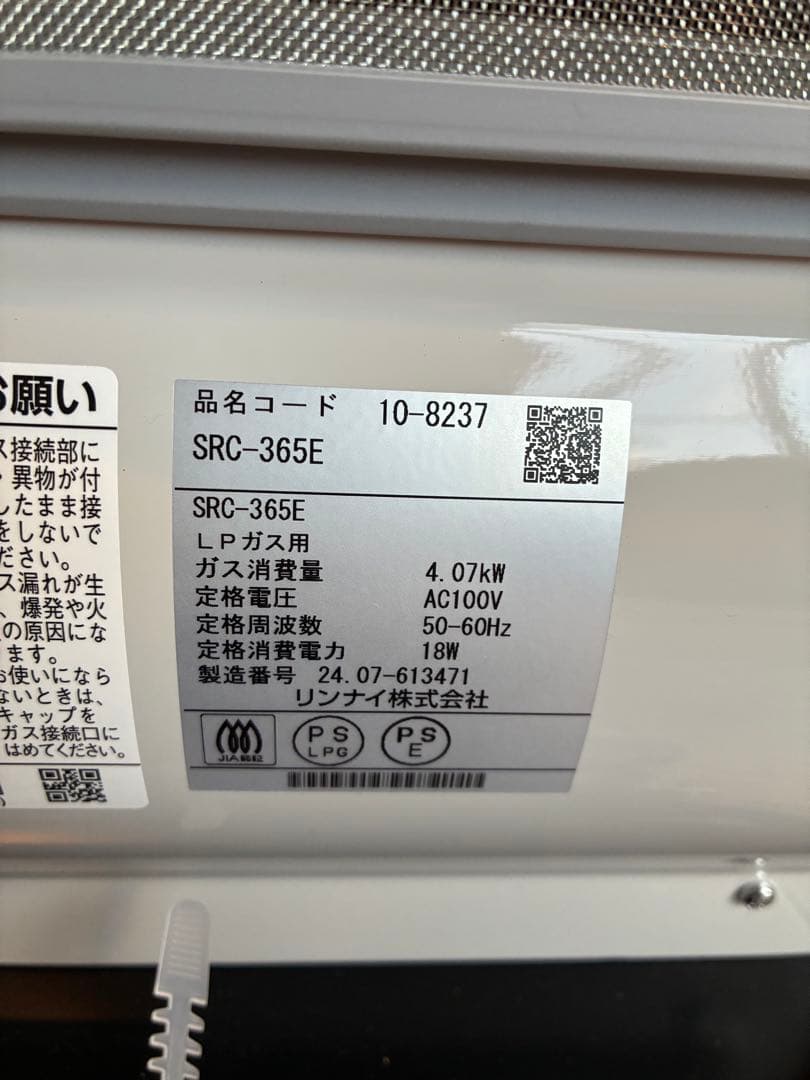 お願い
ス接続部に
異物が付
したまま接
をしないで
ださい。
ス漏れが生
、爆発や火
の原因にな
ます。
お使いになら
ないときは、
キャップを
ガス接続口に
はめてください。
品名コード 10-8237
SRC-365E
SRC-365E
LPガス用
ガス消費量 4.07kW
定格電圧 AC100V
定格周波数 50-60Hz
定格消費電力 18W
製造番号 24.07-613471
リンナイ株式会社
JIA認証
PS
LPG
PS
E